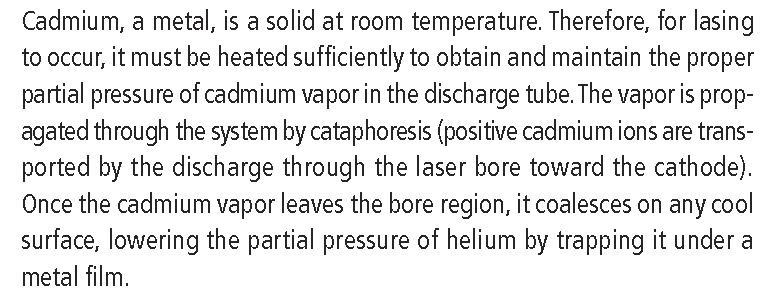 Cadmium, a metal, is a solid at room temperature. Therefore, for lasing
to occur, it must be heated sufficiently to obtain and maintain the proper
partial pressure of cadmium vapor in the discharge tube. The vapor is prop-
agated through the system by cataphoresis (positive cadmium ions are trans-
ported by the discharge through the laser bore toward the cathode).
Once the cadmium vapor leaves the bore region, it coalesces on any cool
surface, lowering the partial pressure of helium by trapping it under a
metal film.